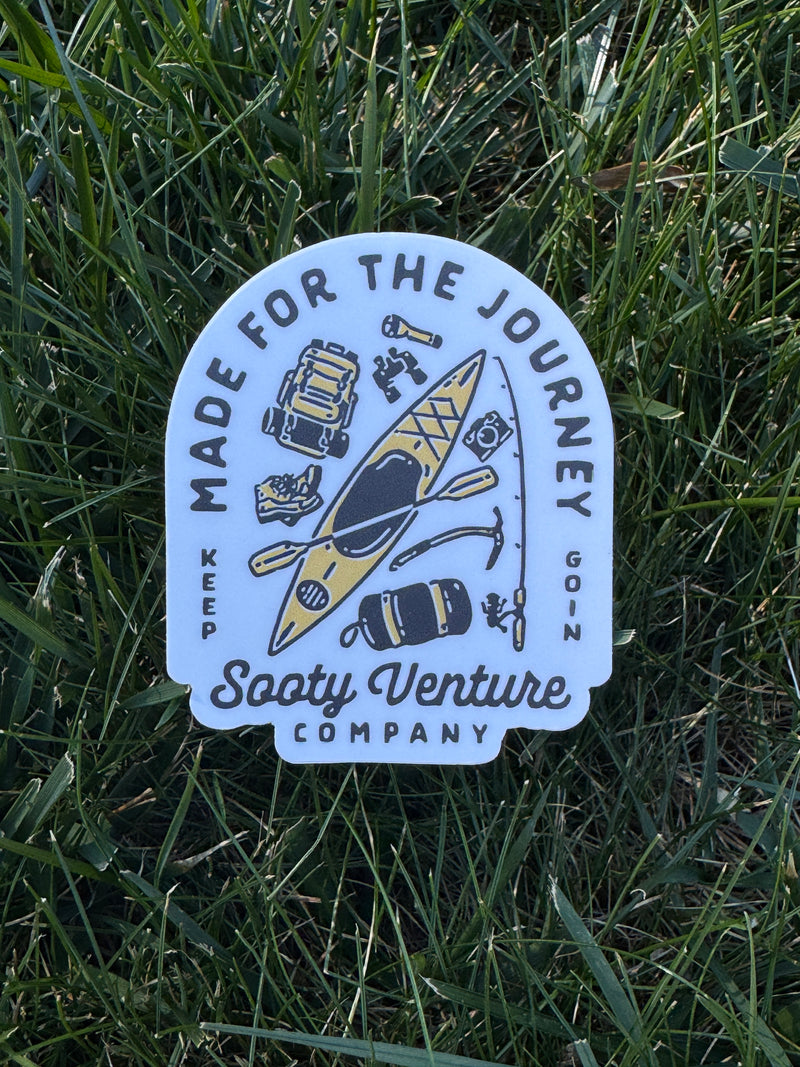 MADE FOR THE JOURNEY
KEEP
GOIN
Sooty Venture
COMPANY